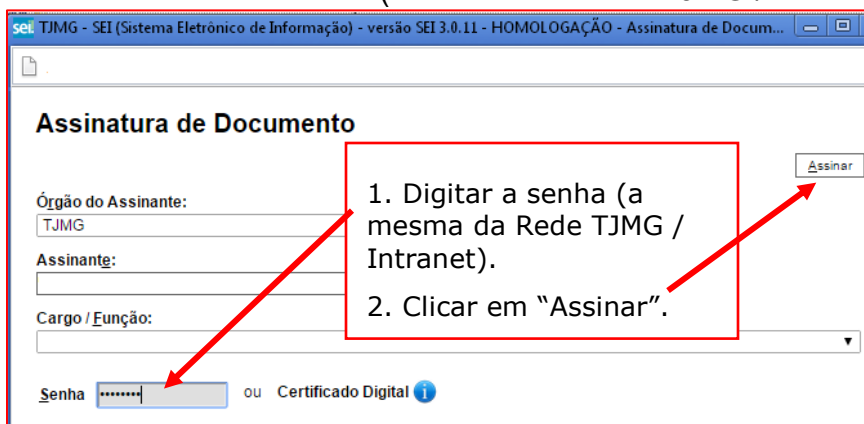 sei. TJMG - SEI (Sistema Eletrônico de Informação) - versão SEI 3.0.11 - HOMOLOGAÇÃO - Assinatura de Docum...
Assinatura de Documento
Assinar
1. Digitar a senha (a
mesma da Rede TJMG /
Intranet).
2. Clicar em “Assinar”.
Órgão do Assinante:
TJMG
Assinante:
Cargo / Função:
Senha •••••••• ou Certificado Digital i